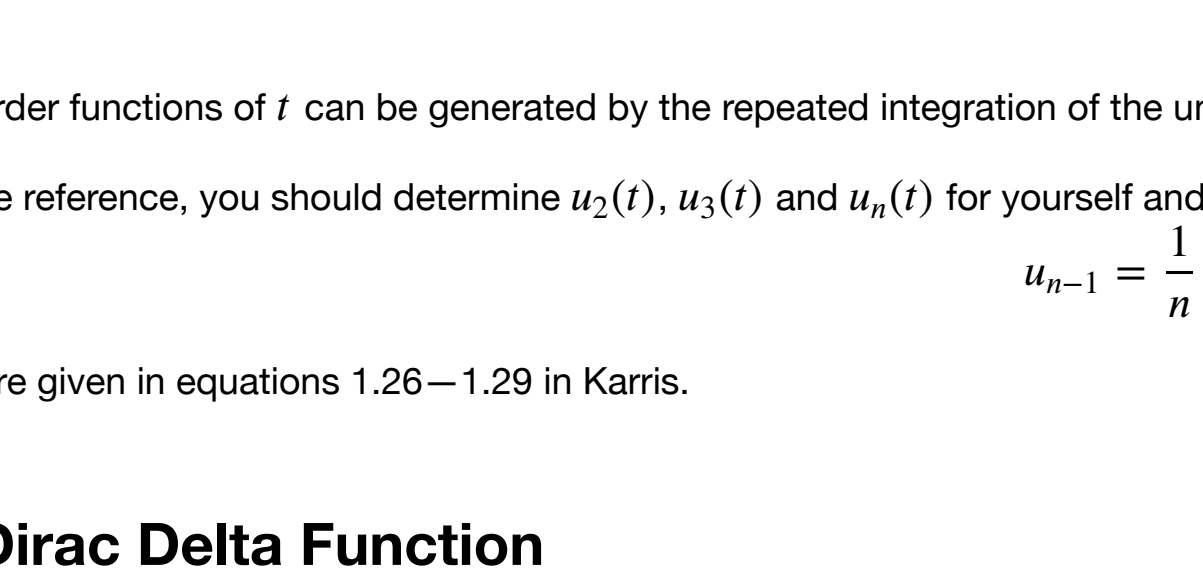 rder functions of t can be generated by the repeated integration of the ur
e reference, you should determine u₂(t), u₃(t) and uₙ(t) for yourself and
uₙ₋₁ = 1/n
re given in equations 1.26—1.29 in Karris.
Dirac Delta Function